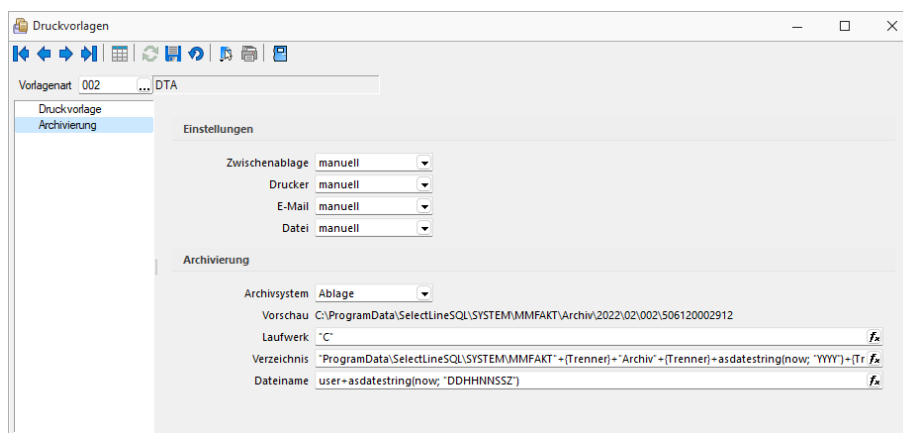 Druckvorlagen
Vorlagenart 002 ... DTA
Druckvorlage
Archivierung
Einstellungen
Zwischenablage manuell
Drucker manuell
E-Mail manuell
Datei manuell
Archivierung
Archivsystem Ablage
Vorschau C:\ProgramData\SelectLineSQL\SYSTEM\MMFAKT\Archiv\2022\02\002\506120002912
Laufwerk "C"
Verzeichnis "ProgramData\SelectLineSQL\SYSTEM\MMFAKT"+{Trenner}+"Archiv"+{Trenner}+asdatestring(now; "YYYY")+{Tr fx
Dateiname user+asdatestring(now; "DDHHNNSSZ")